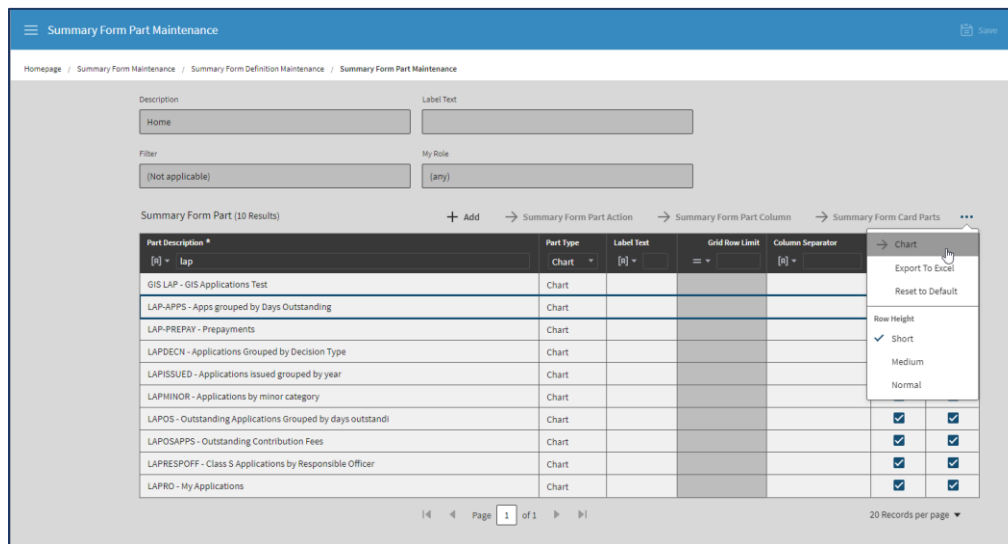 Summary Form Part Maintenance
Save
Homepage / Summary Form Maintenance / Summary Form Definition Maintenance / Summary Form Part Maintenance
Description
Label Text
Home
Filter
My Role
(Not applicable)
(any)
Summary Form Part (10 Results)
+ Add
Summary Form Part Action
Summary Form Part Column
Summary Form Card Parts
...
Part Description *
Part Type
Label Text
Grid Row Limit
Column Separator
[R] lap
Chart
[R]
=
[R]
Chart
Export To Excel
Reset to Default
Row Height
Short
Medium
Normal
GIS LAP - GIS Applications Test Chart
LAP-APPS - Apps grouped by Days Outstanding Chart
LAP-PREPAY - Prepayments Chart
LAPDECN - Applications Grouped by Decision Type Chart
LAPISSUED - Applications issued grouped by year Chart
LAPMINOR - Applications by minor category Chart
LAPOS - Outstanding Applications Grouped by days outstandi Chart
LAPOSAPPS - Outstanding Contribution Fees Chart
LAPRESPOFF - Class S Applications by Responsible Officer Chart
LAPRO - My Applications Chart
Page 1 of 1
20 Records per page